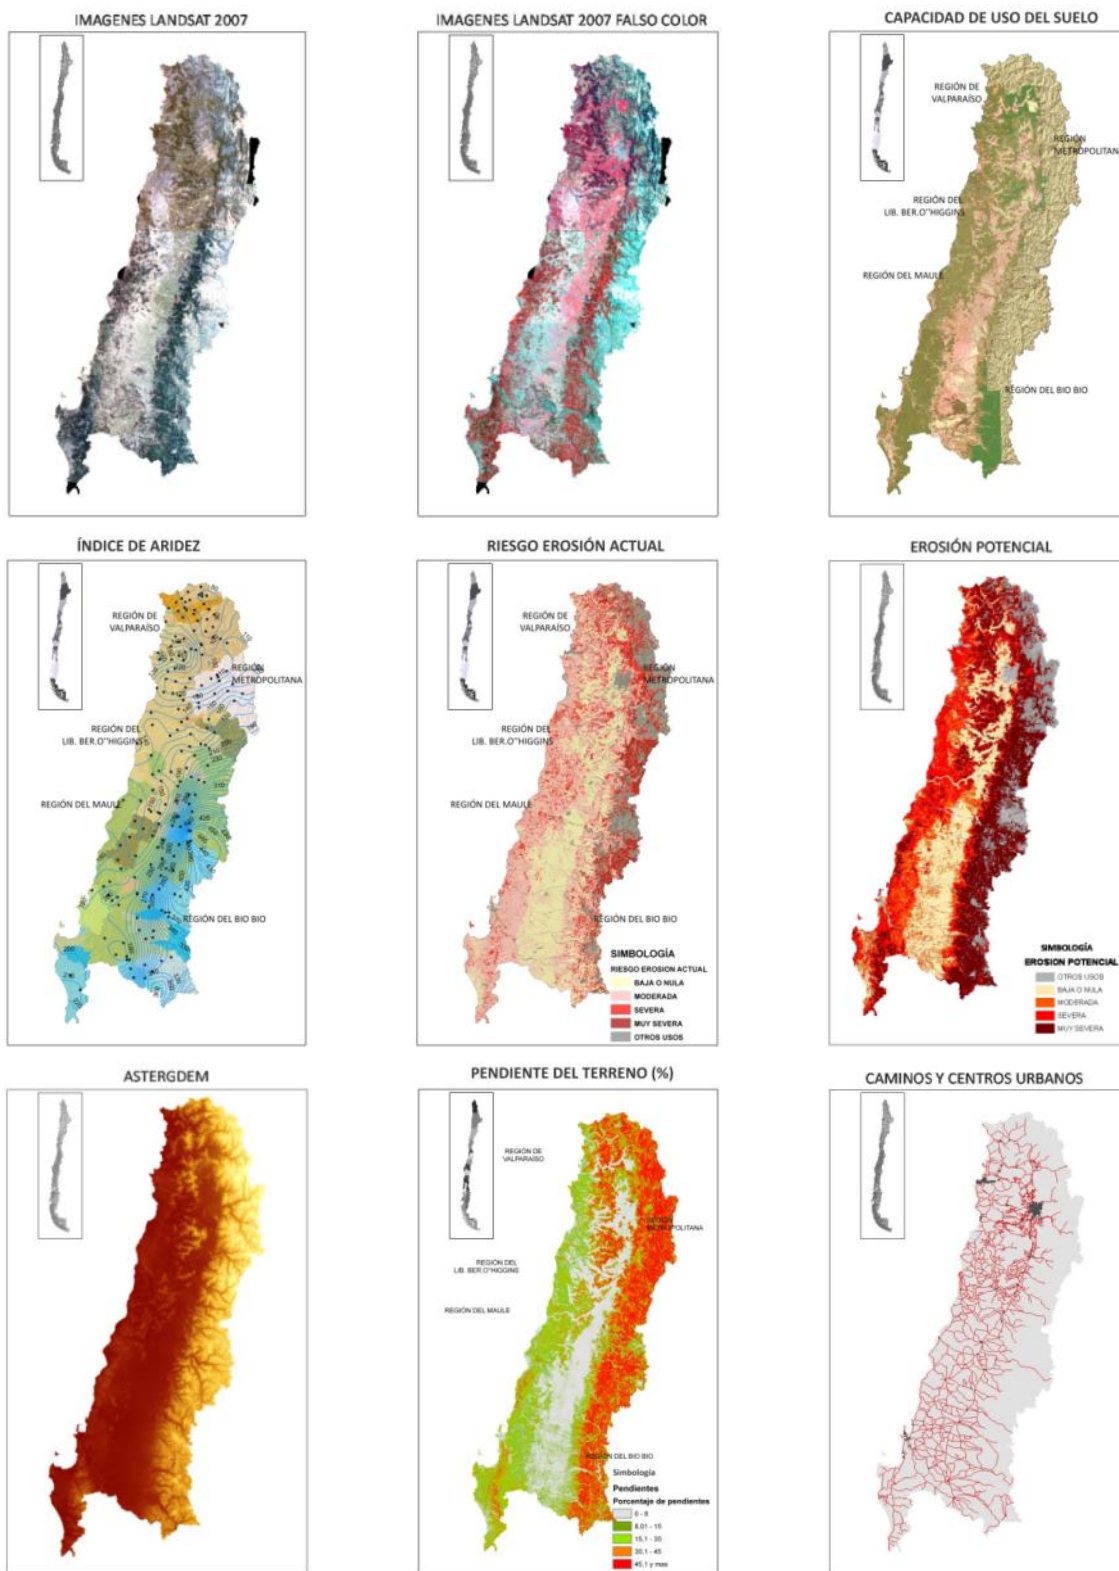 IMAGENES LANDSAT 2007
IMAGENES LANDSAT 2007 FALSO COLOR
CAPACIDAD DE USO DEL SUELO
REGIÓN DE
VALPARAÍSO
REGIÓN
METROPOLITAN
REGIÓN DEL
LIB. BER.O''HIGGINS
REGIÓN DEL MAULE
REGIÓN DEL BIO BIO
ÍNDICE DE ARIDEZ
REGIÓN DE
VALPARAÍSO
REGIÓN
METROPOLITANA
REGIÓN DEL
LIB. BER.O''HIGGINS
REGIÓN DEL MAULE
REGIÓN DEL BIO BIO
RIESGO EROSIÓN ACTUAL
REGIÓN DE
VALPARAÍSO
REGIÓN
METROPOLITANA
REGIÓN DEL
LIB. BER.O''HIGGINS
REGIÓN DEL MAULE
REGIÓN DEL BIO BIO
SIMBOLOGÍA
RIESGO EROSION ACTUAL
BAJA O NULA
MODERADA
SEVERA
MUY SEVERA
OTROS USOS
EROSIÓN POTENCIAL
SIMBOLOGÍA
EROSION POTENCIAL
OTROS USOS
BAJA O NULA
MODERADA
SEVERA
MUY SEVERA
ASTERGDEM
PENDIENTE DEL TERRENO (%)
REGIÓN DE
VALPARAÍSO
REGIÓN
METROPOLITANA
REGIÓN DEL
LIB. BER.O''HIGGINS
REGIÓN DEL MAULE
REGIÓN DEL BIO BIO
Simbología
Pendientes
Porcentaje de pendientes
0 - 8
8,01 - 15
15,1 - 30
30,1 - 45
45,1 y mas
CAMINOS Y CENTROS URBANOS